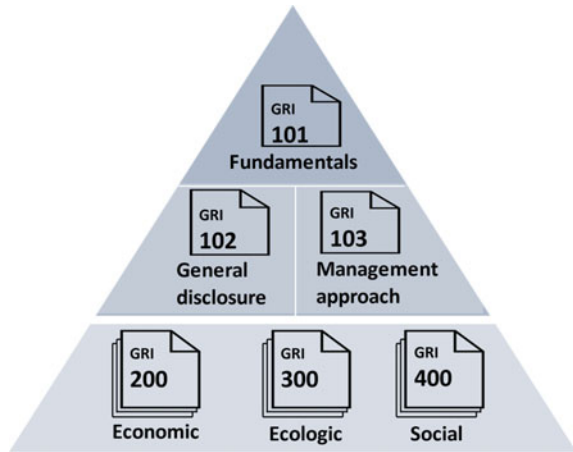 GRI
101
Fundamentals
GRI
102
General
disclosure
GRI
103
Management
approach
GRI
200
Economic
GRI
300
Ecologic
GRI
400
Social